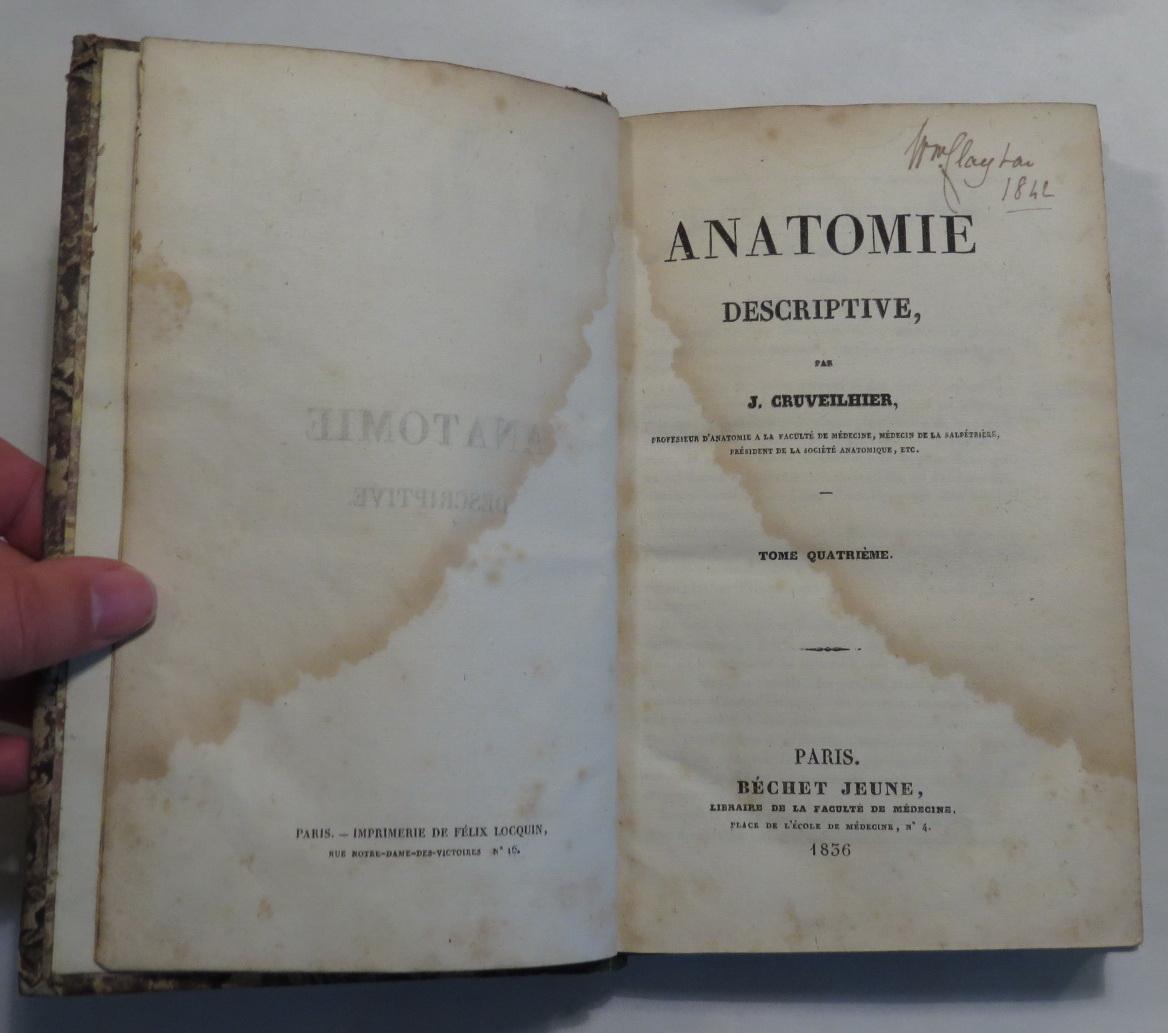 PARIS. — IMPRIMERIE DE FÉLIX LOCQUIN,
RUE NOTRE-DAME-DES-VICTOIRES N° 16.
Wm Clayton
1842
ANATOMIE
DESCRIPTIVE,
PAR
J. CRUVEILHIER,
PROFESSEUR D'ANATOMIE A LA FACULTÉ DE MÉDECINE, MÉDECIN DE LA SALPÉTRIÈRE,
PRÉSIDENT DE LA SOCIÉTÉ ANATOMIQUE, ETC.
—
TOME QUATRIÈME.
PARIS.
BÉCHET JEUNE,
LIBRAIRE DE LA FACULTÉ DE MÉDECINE,
PLACE DE L'ÉCOLE DE MÉDECINE, N° 4.
1836